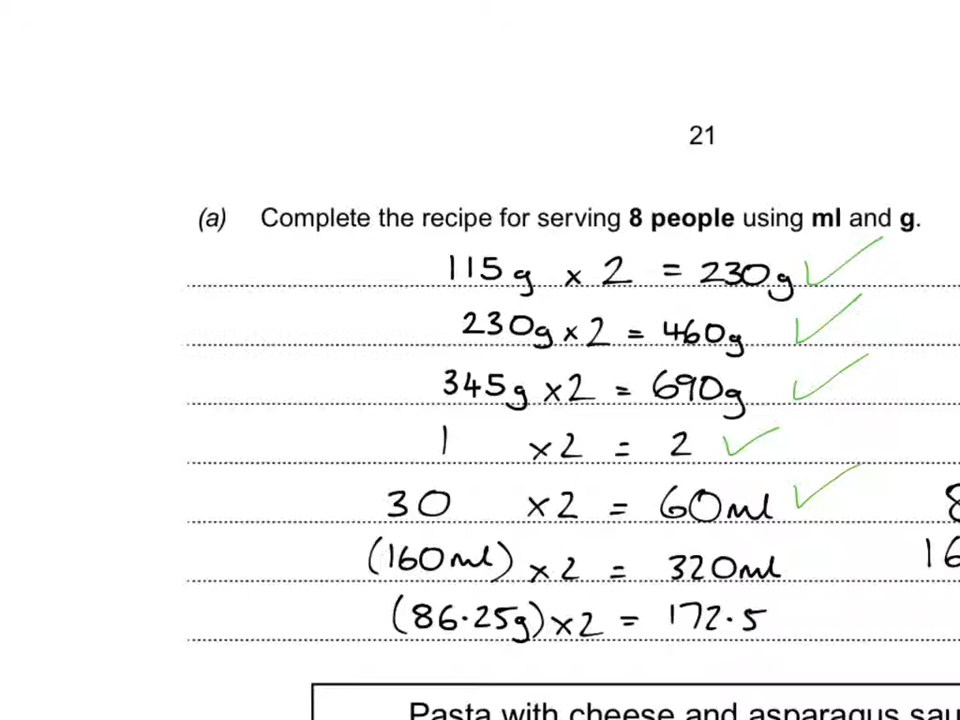 21
(a) Complete the recipe for serving 8 people using ml and g.
115g x 2 = 230g
230g x 2 = 460g
345g x 2 = 690g
1 x 2 = 2
30 x 2 = 60ml
8
(160ml) x 2 = 320ml
16
(86.25g) x 2 = 172.5
Pasta with cheese and asparagus sau